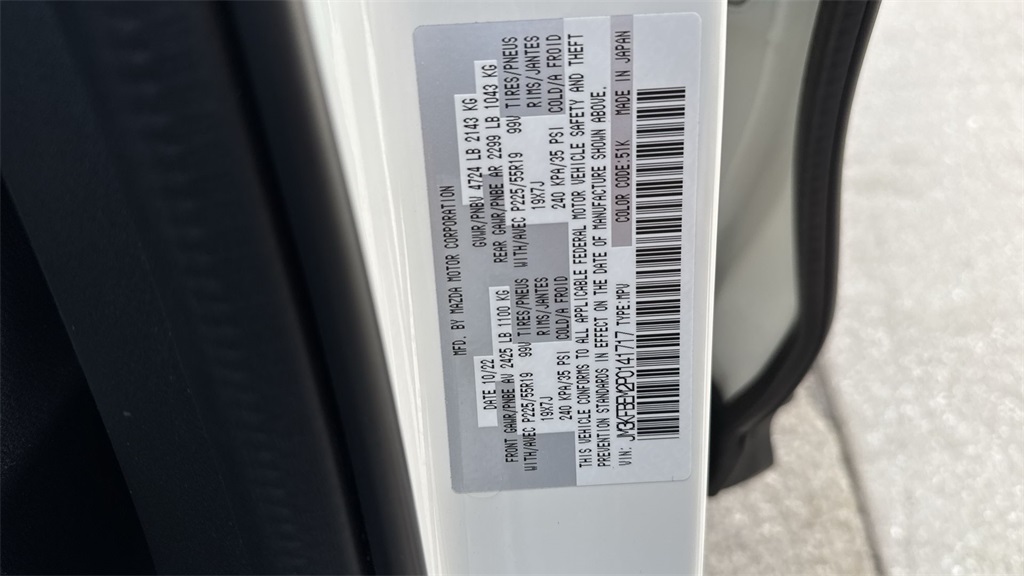 MFD. BY MAZDA MOTOR CORPORATION
DATE 10/22 GVWR/PNBV 4724 LB 2143 KG
FRONT GAWR/PNBE AV 2425 LB 1100 KG REAR GAWR/PNBE AR 2299 LB 1043 KG
WITH/AVEC P225/55R19 99V TIRES/PNEUS WITH/AVEC P225/55R19 99V TIRES/PNEUS
19X7J RIMS/JANTES 19X7J RIMS/JANTES
240 KPA/35 PSI COLD/A FROID 240 KPA/35 PSI COLD/A FROID
THIS VEHICLE CONFORMS TO ALL APPLICABLE FEDERAL MOTOR VEHICLE SAFETY AND THEFT
PREVENTION STANDARDS IN EFFECT ON THE DATE OF MANUFACTURE SHOWN ABOVE.
VIN: TYPE:MPV COLOR CODE:51K MADE IN JAPAN